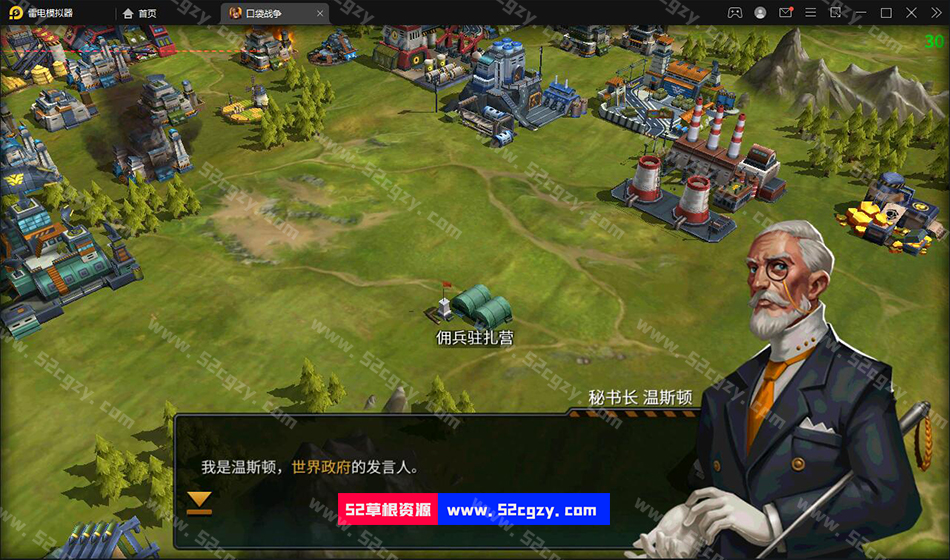 雷电模拟器
首页
口袋战争
30
佣兵驻扎营
秘书长 温斯顿
我是温斯顿，世界政府的发言人。
52草根资源
www.52cgzy.com